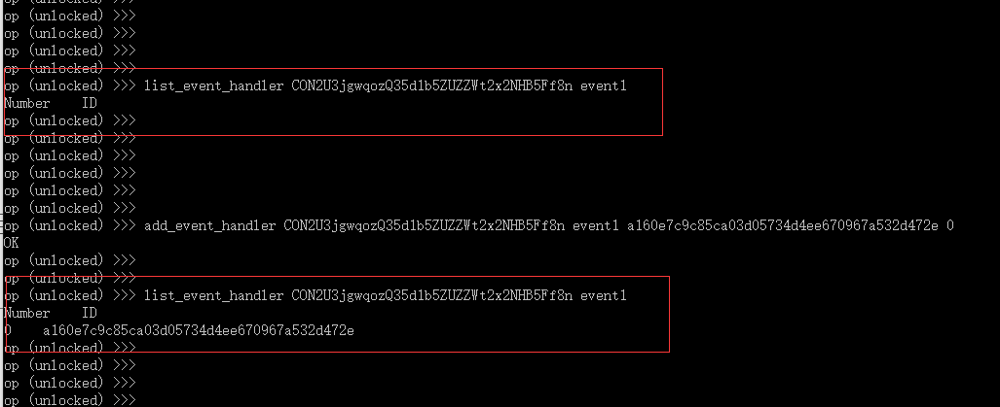 op (unlocked) >>>
op (unlocked) >>>
op (unlocked) >>>
op (unlocked) >>>
op (unlocked) >>> list_event_handler CON2U3jgwqozQ35d1b5ZUZZWt2x2NHB5Ff8n event1
Number    ID
op (unlocked) >>>
op (unlocked) >>>
op (unlocked) >>>
op (unlocked) >>>
op (unlocked) >>>
op (unlocked) >>>
op (unlocked) >>> add_event_handler CON2U3jgwqozQ35d1b5ZUZZWt2x2NHB5Ff8n event1 a160e7c9c85ca03d05734d4ee670967a532d472e 0
OK
op (unlocked) >>>
op (unlocked) >>>
op (unlocked) >>> list_event_handler CON2U3jgwqozQ35d1b5ZUZZWt2x2NHB5Ff8n event1
Number    ID
0    a160e7c9c85ca03d05734d4ee670967a532d472e
op (unlocked) >>>
op (unlocked) >>>
op (unlocked) >>>
op (unlocked) >>>